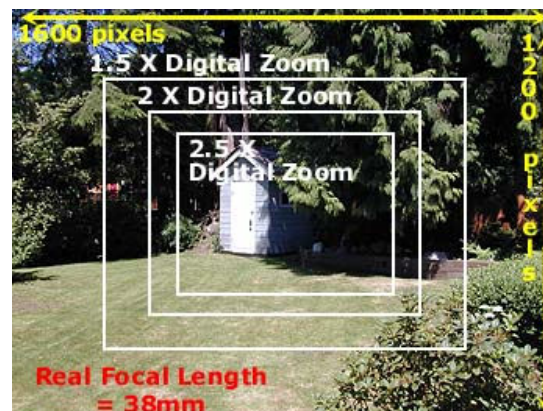 1600 pixels
1.5 X Digital Zoom
2 X Digital Zoom
2.5 X
Digital Zoom
1200 pixels
Real Focal Length
= 38mm